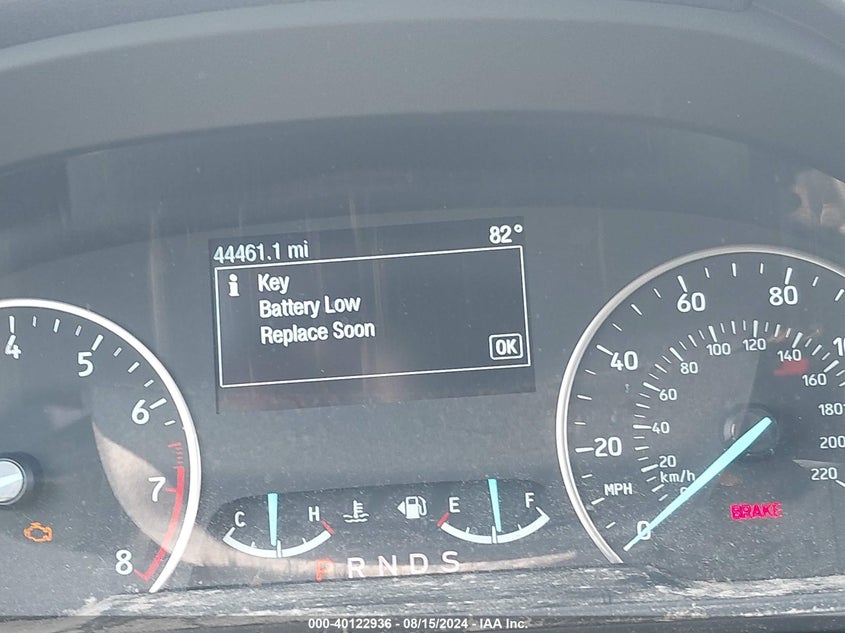 44461.1 mi
82°
i
Key
Battery Low
Replace Soon
OK
4
5
6
7
8
C
H
E
F
P R N D S
0
20
40
60
80
MPH
km/h
20
40
60
80
100
120
140
160
180
200
220
BRAKE
000-40122936 - 08/15/2024 - IAA Inc.